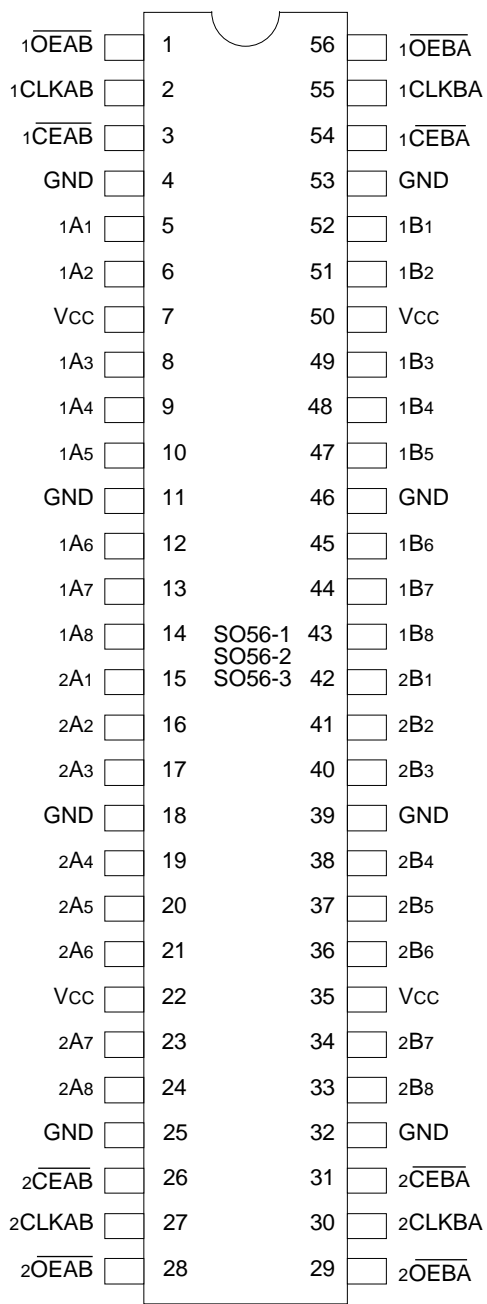 1OEAB 1 56 1OEBA
1CLKAB 2 55 1CLKBA
1CEAB 3 54 1CEBA
GND 4 53 GND
1A1 5 52 1B1
1A2 6 51 1B2
VCC 7 50 VCC
1A3 8 49 1B3
1A4 9 48 1B4
1A5 10 47 1B5
GND 11 46 GND
1A6 12 45 1B6
1A7 13 44 1B7
1A8 14 SO56-1 43 1B8
SO56-2
2A1 15 SO56-3 42 2B1
2A2 16 41 2B2
2A3 17 40 2B3
GND 18 39 GND
2A4 19 38 2B4
2A5 20 37 2B5
2A6 21 36 2B6
VCC 22 35 VCC
2A7 23 34 2B7
2A8 24 33 2B8
GND 25 32 GND
2CEAB 26 31 2CEBA
2CLKAB 27 30 2CLKBA
2OEAB 28 29 2OEBA